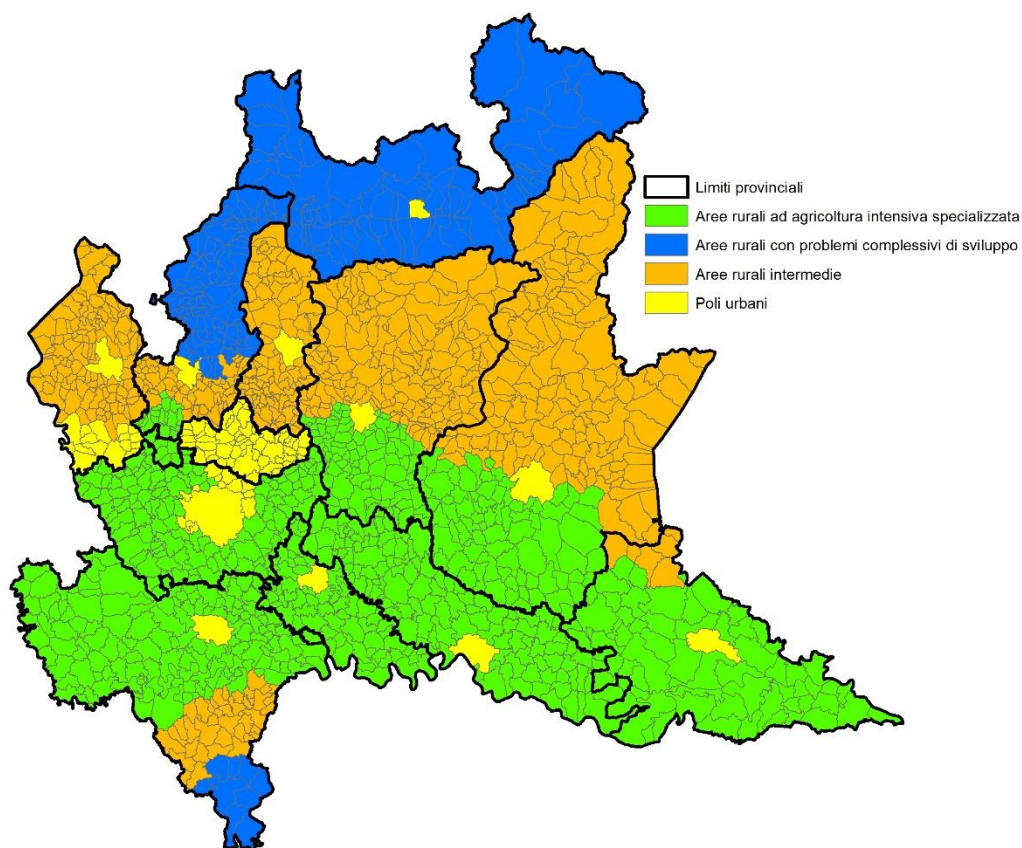 Limiti provinciali
Aree rurali ad agricoltura intensiva specializzata
Aree rurali con problemi complessivi di sviluppo
Aree rurali intermedie
Poli urbani